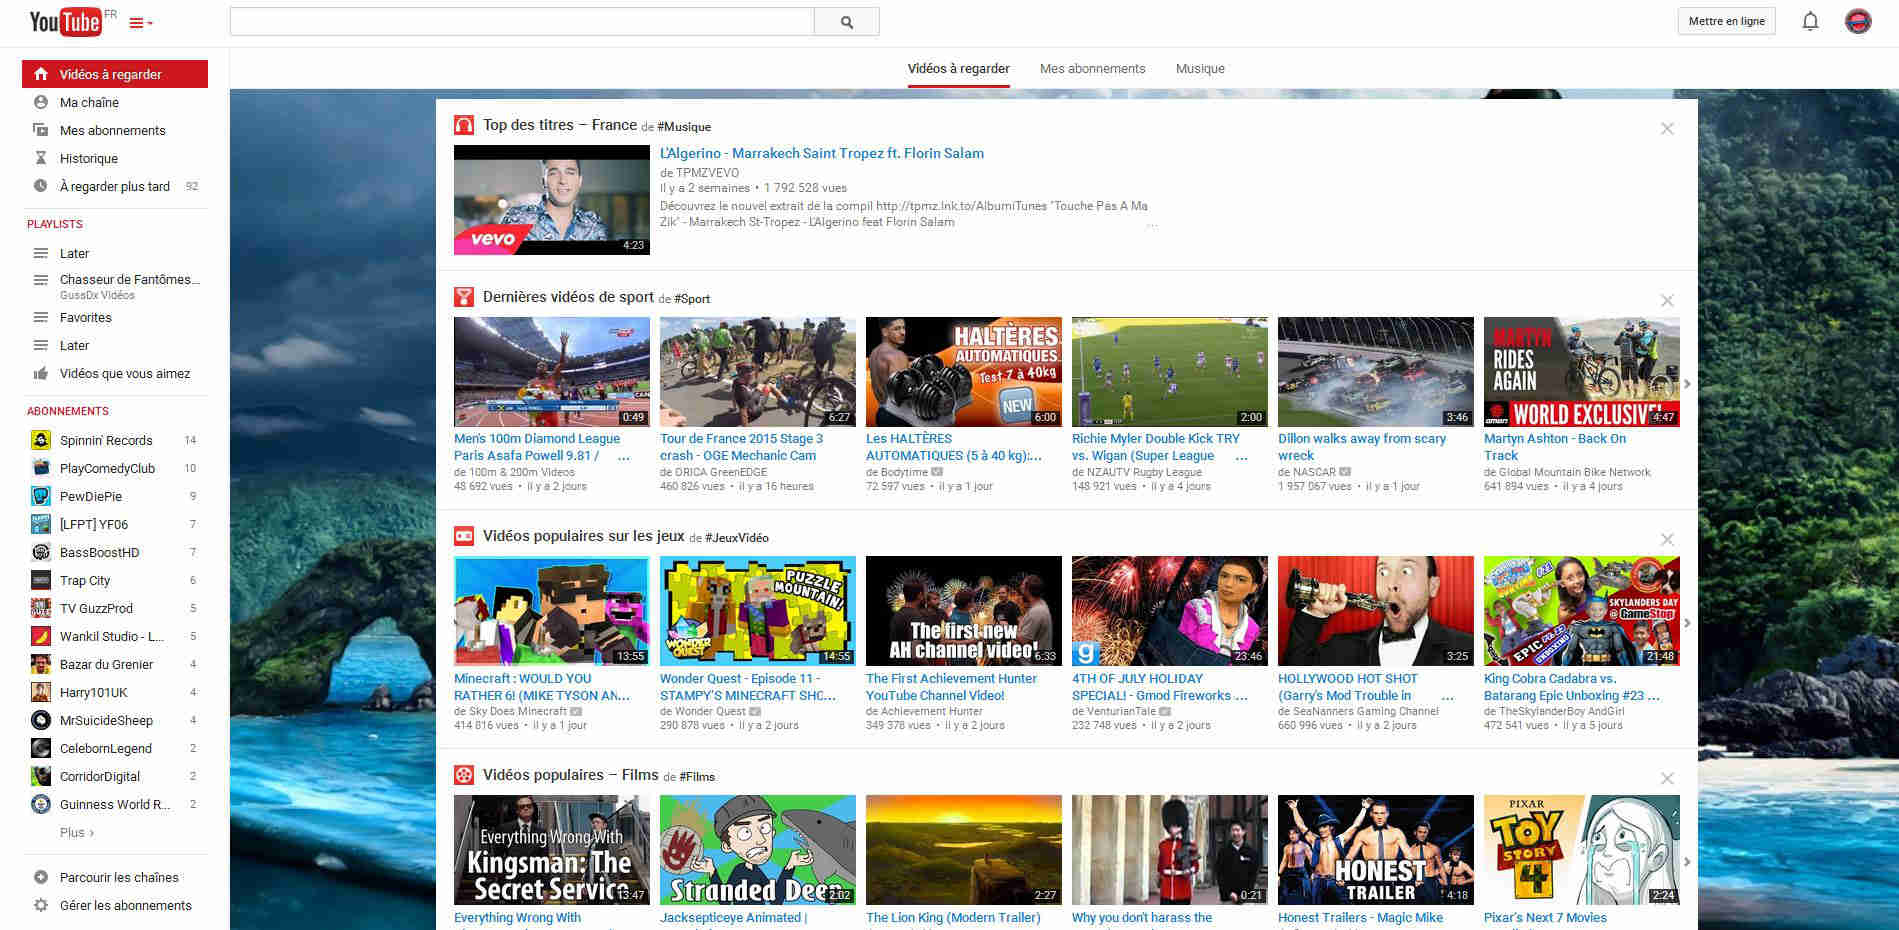 YouTube FR
Mettre en ligne
Vidéos à regarder
Mes abonnements
Musique
Vidéos à regarder
Ma chaîne
Mes abonnements
Historique
À regarder plus tard 92
PLAYLISTS
Later
Chasseur de Fantômes...
GussDx Vidéos
Favorites
Later
Vidéos que vous aimez
ABONNEMENTS
Spinnin' Records 14
PlayComedyClub 10
PewDiePie 9
[LFPT] YF06 7
BassBoostHD 7
Trap City 6
TV GuzzProd 5
Wankil Studio - L... 5
Bazar du Grenier 4
Harry101UK 4
MrSuicideSheep 4
CelebornLegend 2
CorridorDigital 2
Guinness World R... 2
Plus ›
Parcourir les chaînes
Gérer les abonnements
Top des titres – France de #Musique
vevo
4:23
L'Algerino - Marrakech Saint Tropez ft. Florin Salam
de TPMZVEVO
Il y a 2 semaines • 1 792 528 vues
Découvrez le nouvel extrait de la compil http://tpmz.lnk.to/AlbumiTunes "Touche Pas A Ma
Zik" - Marrakech St-Tropez - L'Algerino feat Florin Salam ...
Dernières vidéos de sport de #Sport
0:49
Men's 100m Diamond League
Paris Asafa Powell 9.81 / ...
de 100m & 200m Videos
48 692 vues • il y a 2 jours
6:27
Tour de France 2015 Stage 3
crash - OGE Mechanic Cam
de ORICA GreenEDGE
460 826 vues • il y a 16 heures
HALTÈRES
AUTOMATIQUES
Test 7 à 40kg
NEW
6:00
Les HALTÈRES
AUTOMATIQUES (5 à 40 kg):...
de Bodytime
72 597 vues • il y a 1 jour
2:00
Richie Myler Double Kick TRY
vs. Wigan (Super League ...
de NZAUTV Rugby League
148 921 vues • il y a 4 jours
3:46
Dillon walks away from scary
wreck
de NASCAR
1 957 067 vues • il y a 1 jour
MARTYN
RIDES
AGAIN
WORLD EXCLUSIVE!
4:47
Martyn Ashton - Back On
Track
de Global Mountain Bike Network
641 894 vues • il y a 4 jours
Vidéos populaires sur les jeux de #JeuxVidéo
13:55
Minecraft : WOULD YOU
RATHER 6! (MIKE TYSON AN...
de Sky Does Minecraft
414 816 vues • il y a 1 jour
PUZZLE
MOUNTAIN!
WONDER
QUEST
14:55
Wonder Quest - Episode 11 -
STAMPY'S MINECRAFT SHO...
de Wonder Quest
290 878 vues • il y a 2 jours
The first new
AH channel video!
6:33
The First Achievement Hunter
YouTube Channel Video!
de Achievement Hunter
349 378 vues • il y a 2 jours
g
23:46
4TH OF JULY HOLIDAY
SPECIAL! - Gmod Fireworks ...
de VenturianTale
232 748 vues • il y a 2 jours
3:25
HOLLYWOOD HOT SHOT
(Garry's Mod Trouble in ...
de SeaNanners Gaming Channel
660 996 vues • il y a 2 jours
SKYLANDERS DAY
@ GameStop
EPIC
UNBOXING
21:48
King Cobra Cadabra vs.
Batarang Epic Unboxing #23 ...
de TheSkylanderBoy AndGirl
472 541 vues • il y a 5 jours
Vidéos populaires – Films de #Films
Everything Wrong With
Kingsman: The
Secret Service
13:47
Everything Wrong With
Stranded Deep
2:02
Jacksepticeye Animated |
2:27
The Lion King (Modern Trailer)
0:21
Why you don't harass the
HONEST
TRAILER
4:18
Honest Trailers - Magic Mike
PIXAR
TOY
STORY
4
2:24
Pixar's Next 7 Movies